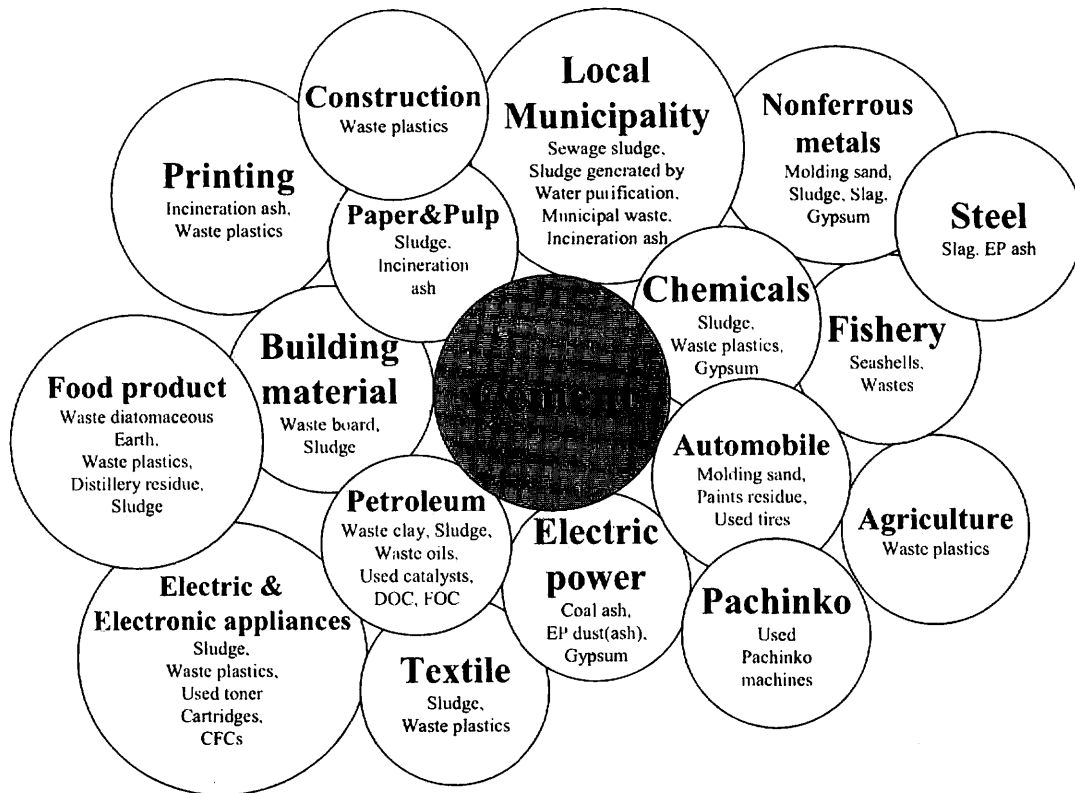 Construction
Waste plastics
Local
Municipality
Sewage sludge,
Sludge generated by
Water purification,
Municipal waste,
Incineration ash
Nonferrous
metals
Molding sand,
Sludge, Slag,
Gypsum
Printing
Incineration ash,
Waste plastics
Paper&Pulp
Sludge,
Incineration
ash
Steel
Slag. EP ash
Chemicals
Sludge,
Waste plastics,
Gypsum
Fishery
Seashells,
Wastes
Building
material
Waste board,
Sludge
Food product
Waste diatomaceous
Earth,
Waste plastics,
Distillery residue,
Sludge
Cement
Automobile
Molding sand,
Paints residue,
Used tires
Petroleum
Waste clay, Sludge,
Waste oils,
Used catalysts,
DOC, FOC
Electric
power
Coal ash,
EP dust(ash),
Gypsum
Agriculture
Waste plastics
Electric &
Electronic appliances
Sludge,
Waste plastics,
Used toner
Cartridges,
CFCs
Textile
Sludge,
Waste plastics
Pachinko
Used
Pachinko
machines